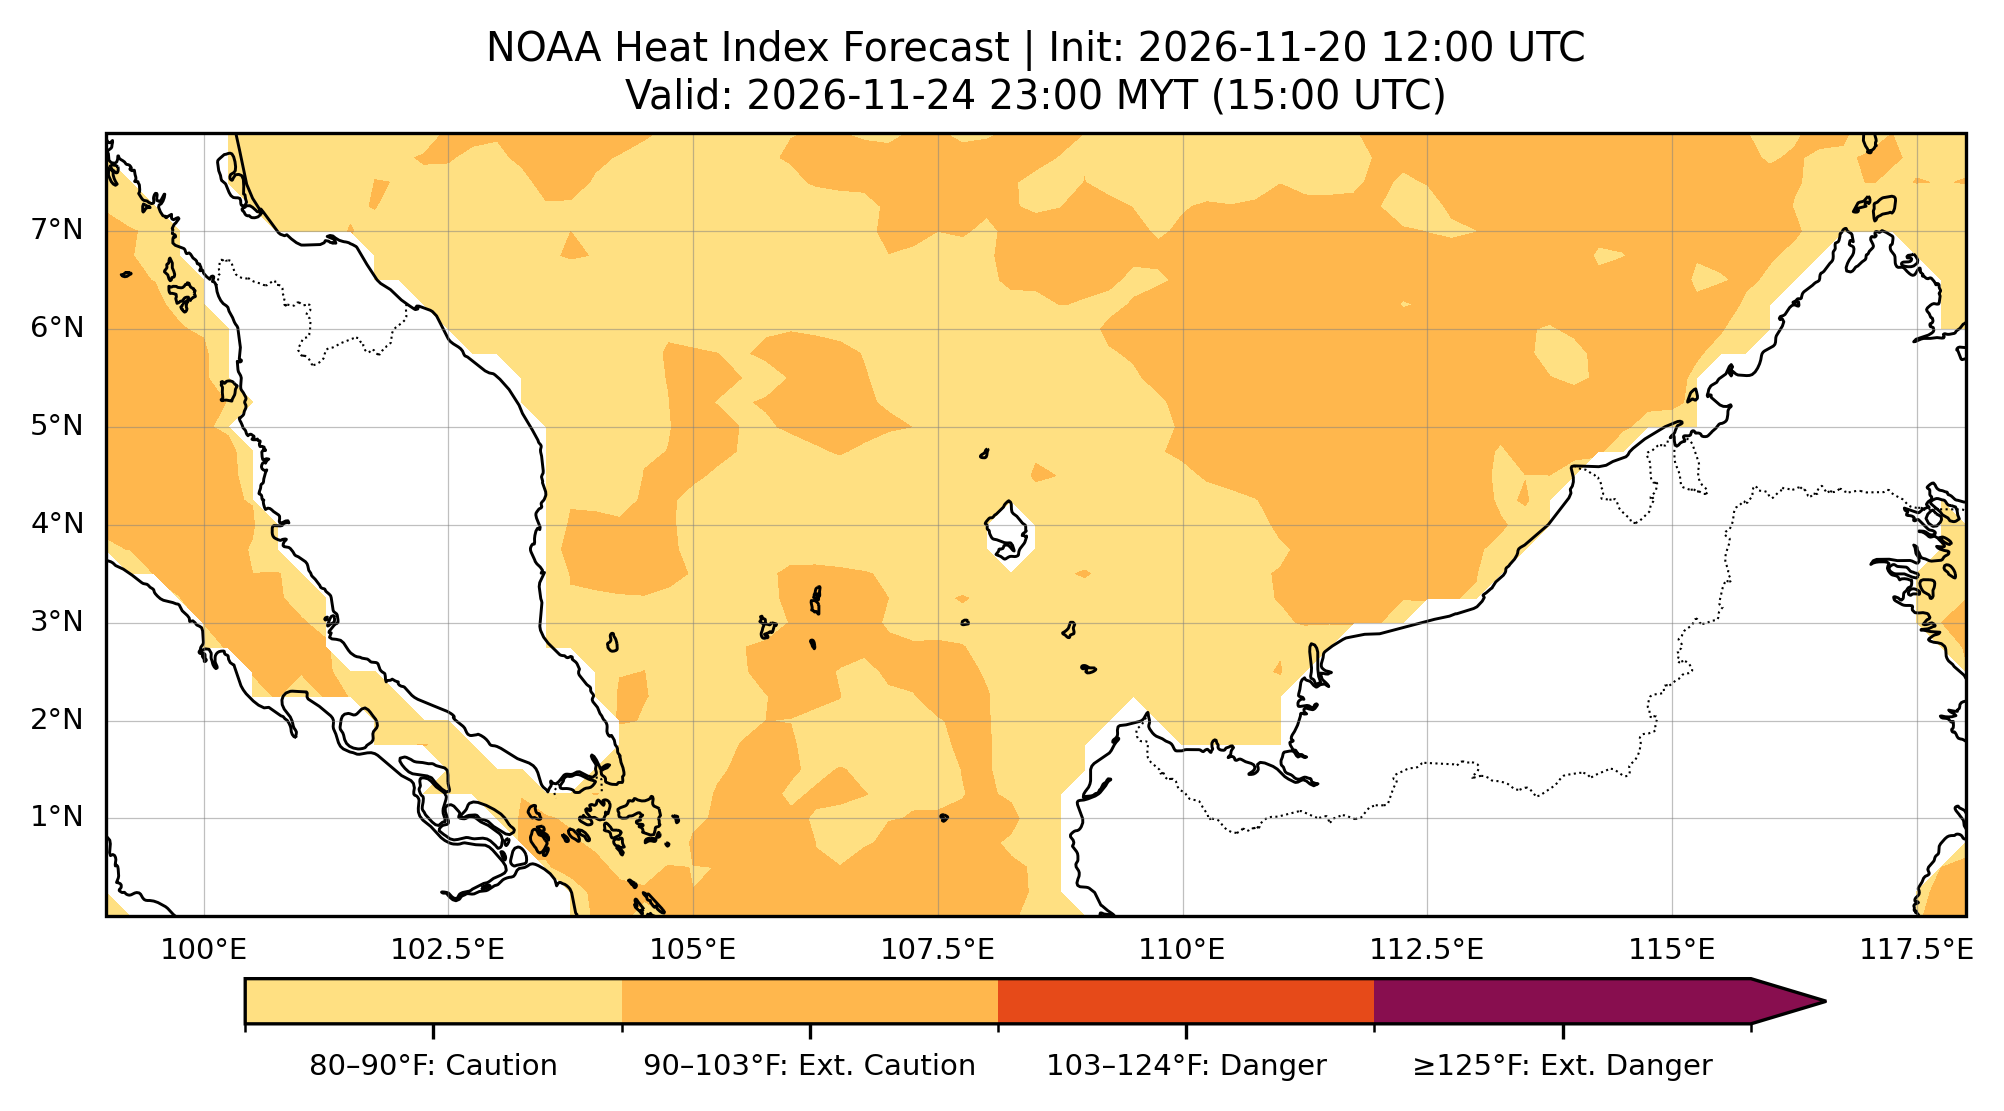 NOAA Heat Index Forecast | Init: 2026-11-20 12:00 UTC
Valid: 2026-11-24 23:00 MYT (15:00 UTC)
7°N
6°N
5°N
4°N
3°N
2°N
1°N
100°E 102.5°E 105°E 107.5°E 110°E 112.5°E 115°E 117.5°E
80–90°F: Caution 90–103°F: Ext. Caution 103–124°F: Danger ≥125°F: Ext. Danger